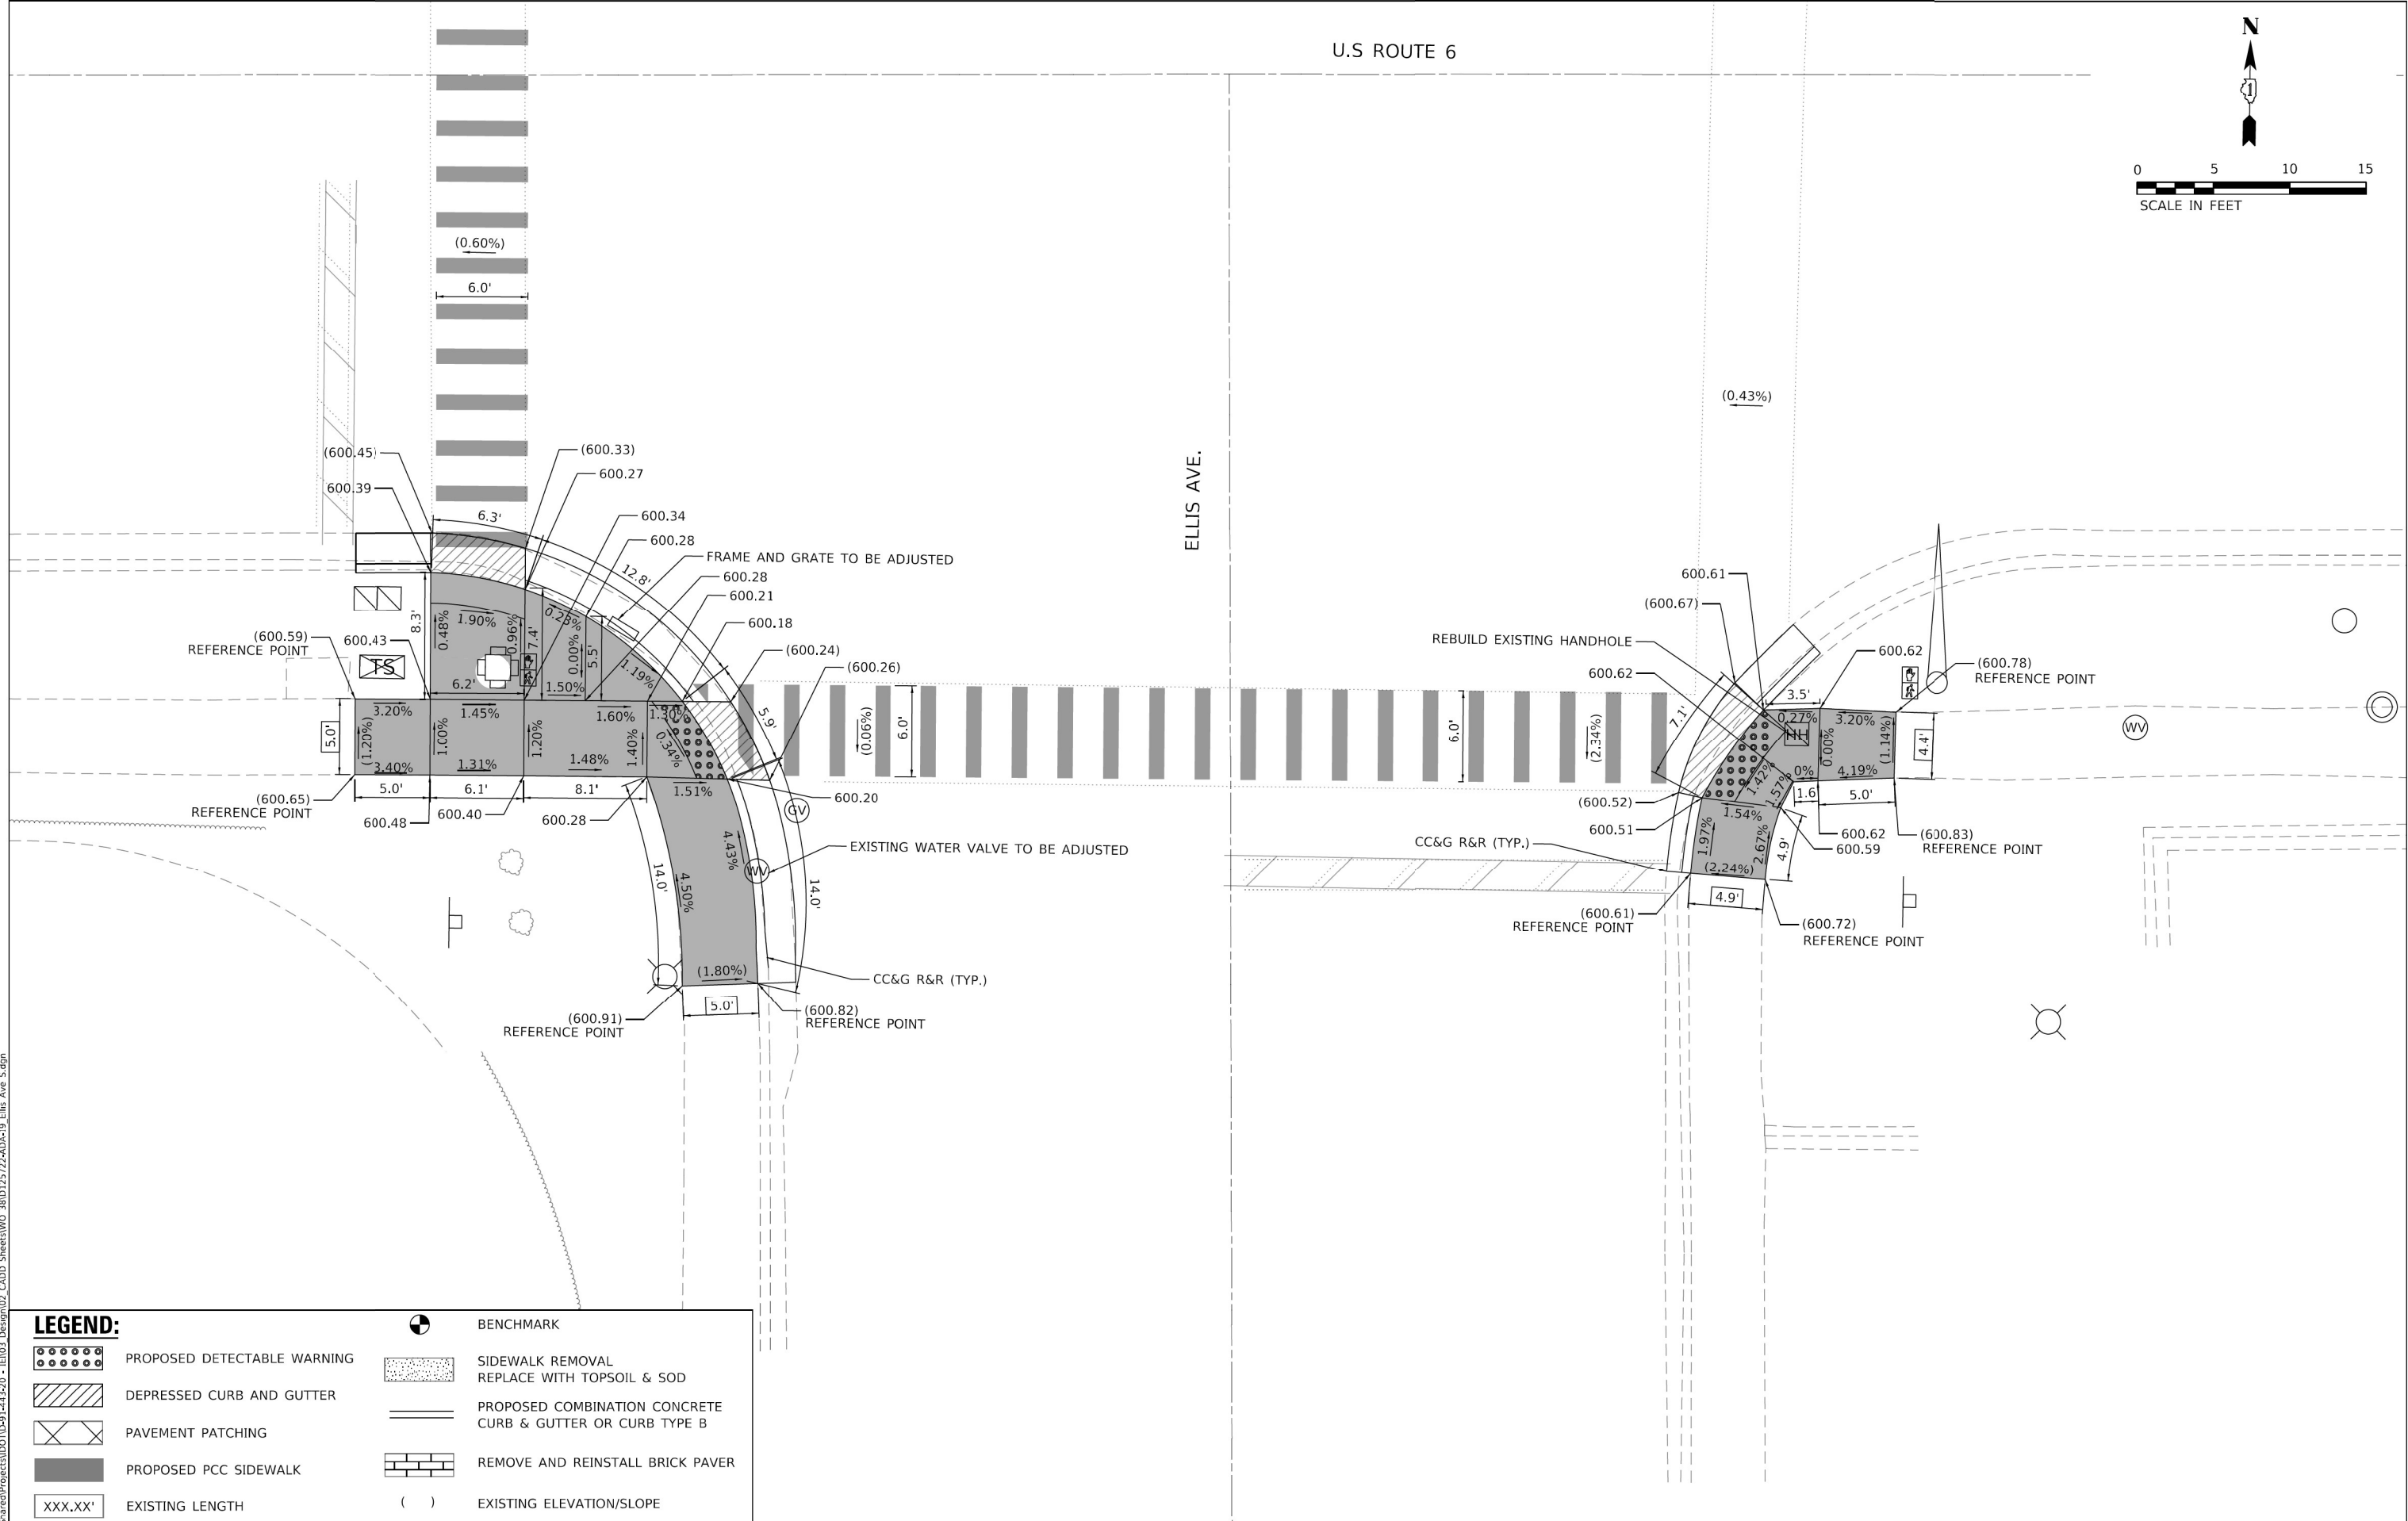 U.S ROUTE 6
N
1
0 5 10 15
SCALE IN FEET
(0.60%)
6.0'
(0.43%)
ELLIS AVE.
(600.45)
600.39
6.3'
(600.33)
600.27
600.34
600.28
FRAME AND GRATE TO BE ADJUSTED
12.8'
600.28
600.21
600.18
(600.24)
(600.26)
(600.59)
REFERENCE POINT
600.43
TS
8.3'
0.48%
1.90%
0.96%
7.4'
0.23%
0.00%
5.5'
1.19%
6.2'
1.50%
3.20%
1.45%
1.60%
1.30%
5.0'
(1.20%)
1.00%
1.20%
1.40%
0.34%
3.40%
1.31%
1.48%
1.51%
5.9'
(0.06%)
6.0'
6.0'
(2.34%)
5.0'
6.1'
8.1'
(600.65)
REFERENCE POINT
600.48
600.40
600.28
600.20
GV
4.43%
WV
EXISTING WATER VALVE TO BE ADJUSTED
14.0'
4.50%
14.0'
(1.80%)
CC&G R&R (TYP.)
5.0'
(600.91)
REFERENCE POINT
(600.82)
REFERENCE POINT
600.61
(600.67)
REBUILD EXISTING HANDHOLE
600.62
600.62
(600.78)
REFERENCE POINT
7.1'
3.5'
0.27%
3.20%
HH
0.00%
(1.14%)
4.4'
WV
1.42%
0%
4.19%
1.57%
1.6
5.0'
(600.52)
600.51
1.54%
CC&G R&R (TYP.)
1.97%
2.67%
4.9'
600.62
600.59
(600.83)
REFERENCE POINT
(2.24%)
4.9'
(600.61)
REFERENCE POINT
(600.72)
REFERENCE POINT
LEGEND:
PROPOSED DETECTABLE WARNING
DEPRESSED CURB AND GUTTER
PAVEMENT PATCHING
PROPOSED PCC SIDEWALK
XXX.XX'
EXISTING LENGTH
BENCHMARK
SIDEWALK REMOVAL
REPLACE WITH TOPSOIL & SOD
PROPOSED COMBINATION CONCRETE
CURB & GUTTER OR CURB TYPE B
REMOVE AND REINSTALL BRICK PAVER
( )
EXISTING ELEVATION/SLOPE